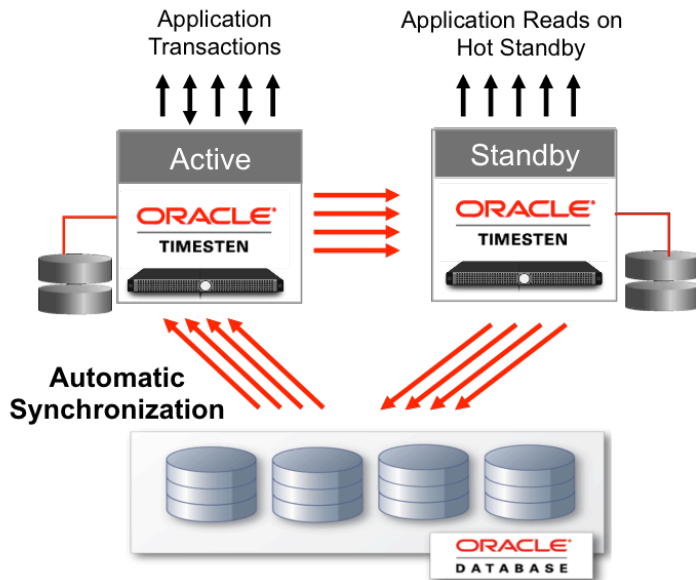 Application
Transactions
Application Reads on
Hot Standby
Active
Standby
ORACLE®
TIMESTEN
ORACLE®
TIMESTEN
Automatic
Synchronization
ORACLE®
DATABASE